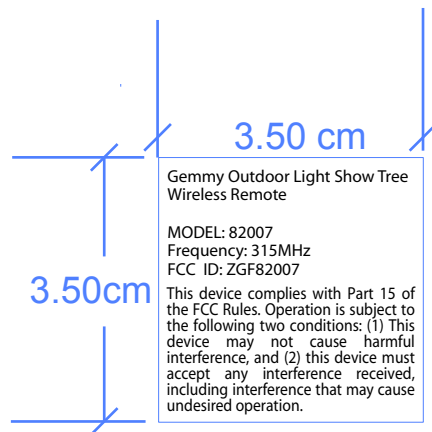 3.50 cm
3.50cm
Gemmy Outdoor Light Show Tree
Wireless Remote
MODEL: 82007
Frequency: 315MHz
FCC ID: ZGF82007
This device complies with Part 15 of
the FCC Rules. Operation is subject to
the following two conditions: (1) This
device may not cause harmful
interference, and (2) this device must
accept any interference received,
including interference that may cause
undesired operation.